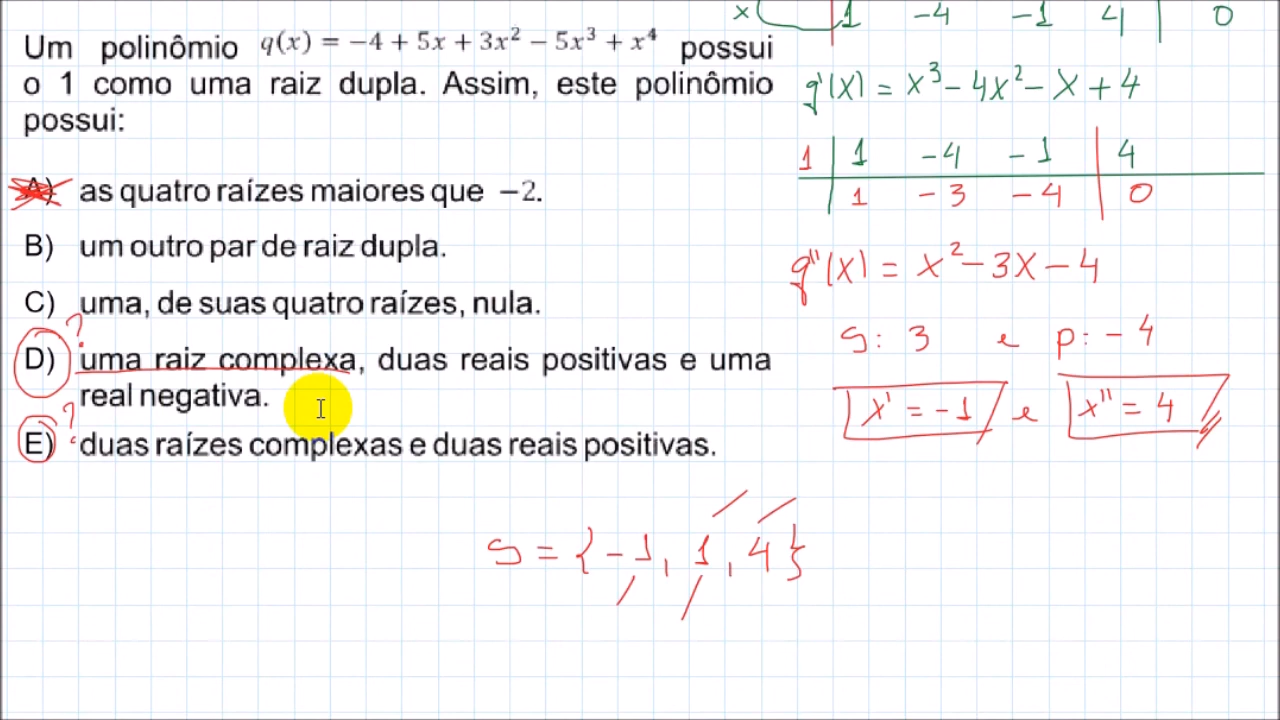 Um polinômio q(x) = −4 + 5x + 3x² − 5x³ + x⁴ possui
o 1 como uma raiz dupla. Assim, este polinômio
possui:
A) as quatro raízes maiores que −2.
B) um outro par de raiz dupla.
C) uma, de suas quatro raízes, nula.
?
D) uma raiz complexa, duas reais positivas e uma
real negativa.
?
E) duas raízes complexas e duas reais positivas.
S = {-1, 1, 4}
x 1 -4 -1 4 0
q'(x) = x³ - 4x² - x + 4
1 1 -4 -1 4
1 -3 -4 0
q''(x) = x² - 3x - 4
S: 3 e p: -4
x' = -1 e x'' = 4